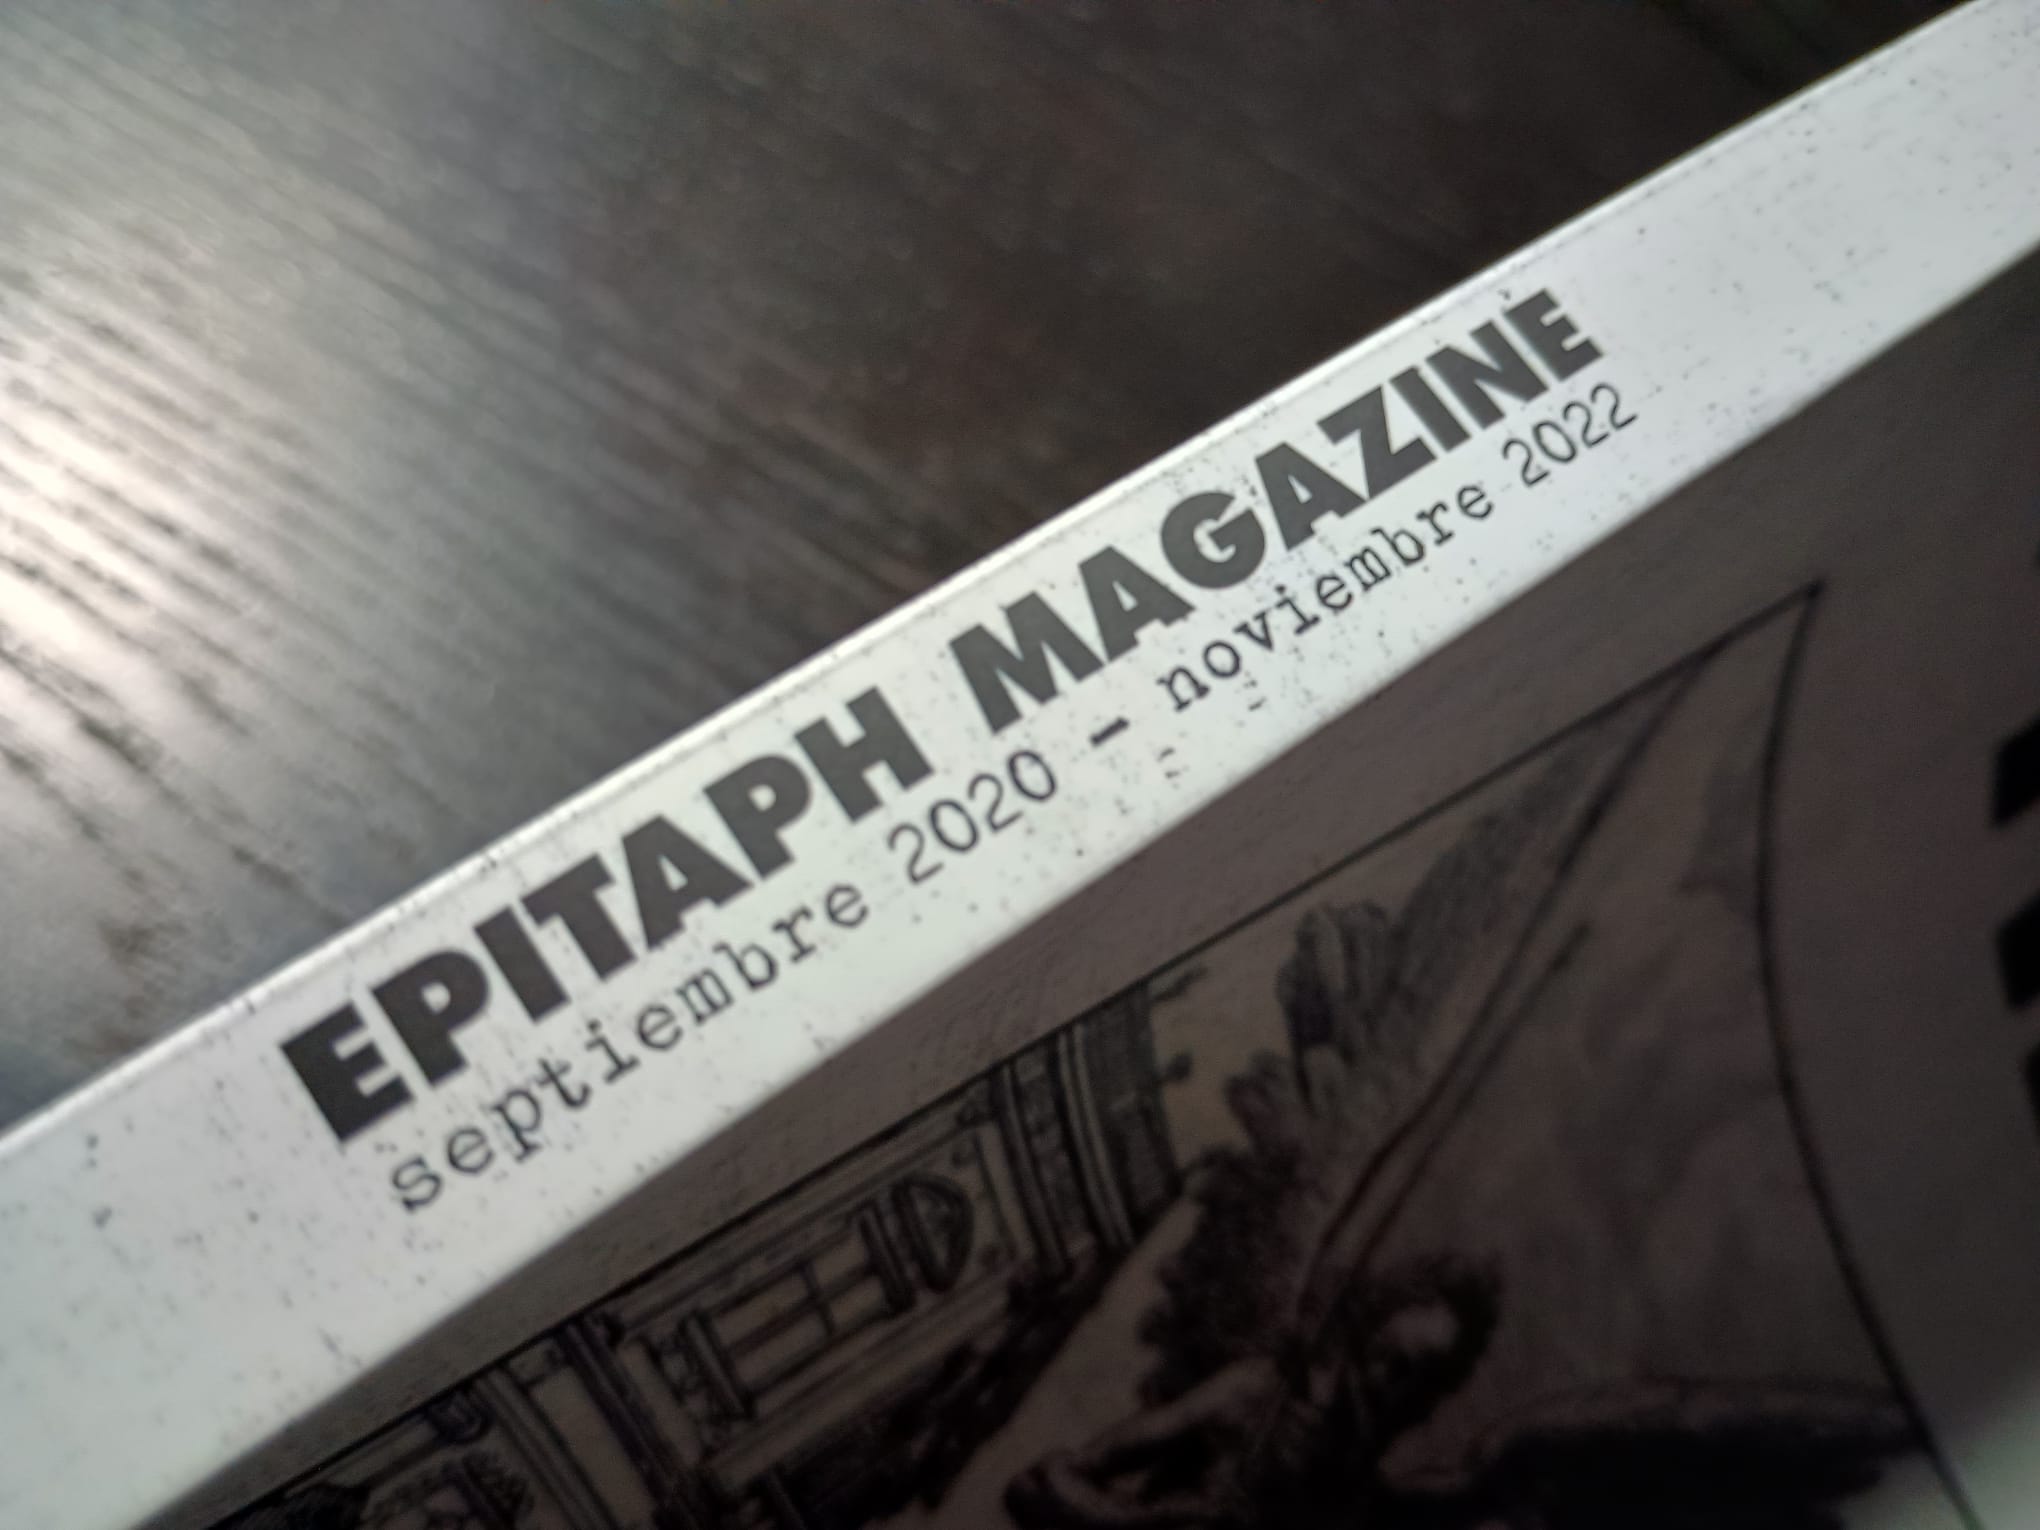 EPITAPH MAGAZINE
septiembre 2020 - noviembre 2022